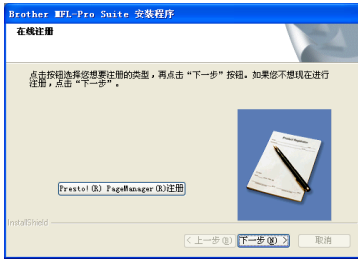 Brother MFL-Pro Suite 安装程序
在线注册
点击按钮选择您想要注册的类型，再点击“下一步”按钮。如果您不想现在进行
注册，点击“下一步”。
Presto!(R) PageManager(R)注册
InstallShield
< 上一步(B)
下一步(N) >
取消